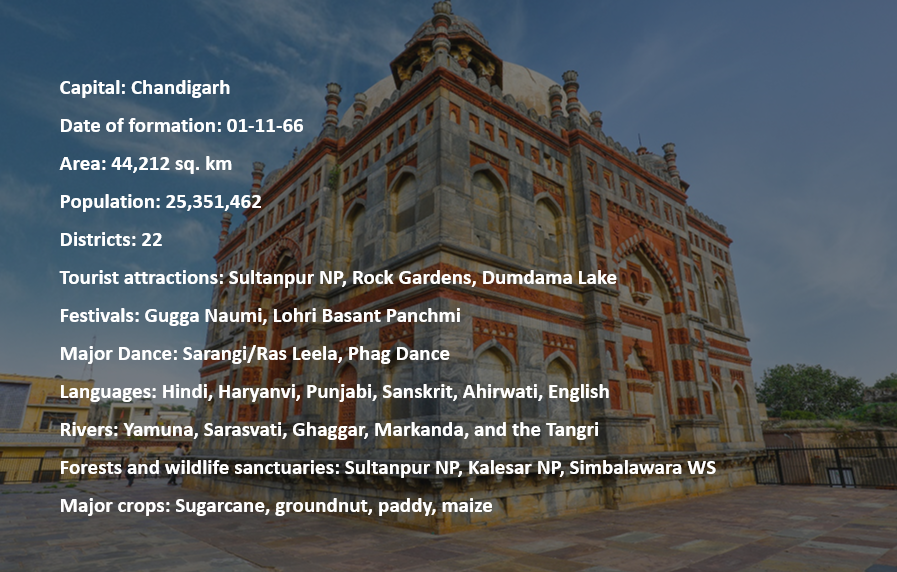 Capital: Chandigarh
Date of formation: 01-11-66
Area: 44,212 sq. km
Population: 25,351,462
Districts: 22
Tourist attractions: Sultanpur NP, Rock Gardens, Dumdama Lake
Festivals: Gugga Naumi, Lohri Basant Panchmi
Major Dance: Sarangi/Ras Leela, Phag Dance
Languages: Hindi, Haryanvi, Punjabi, Sanskrit, Ahirwati, English
Rivers: Yamuna, Sarasvati, Ghaggar, Markanda, and the Tangri
Forests and wildlife sanctuaries: Sultanpur NP, Kalesar NP, Simbalawara WS
Major crops: Sugarcane, groundnut, paddy, maize